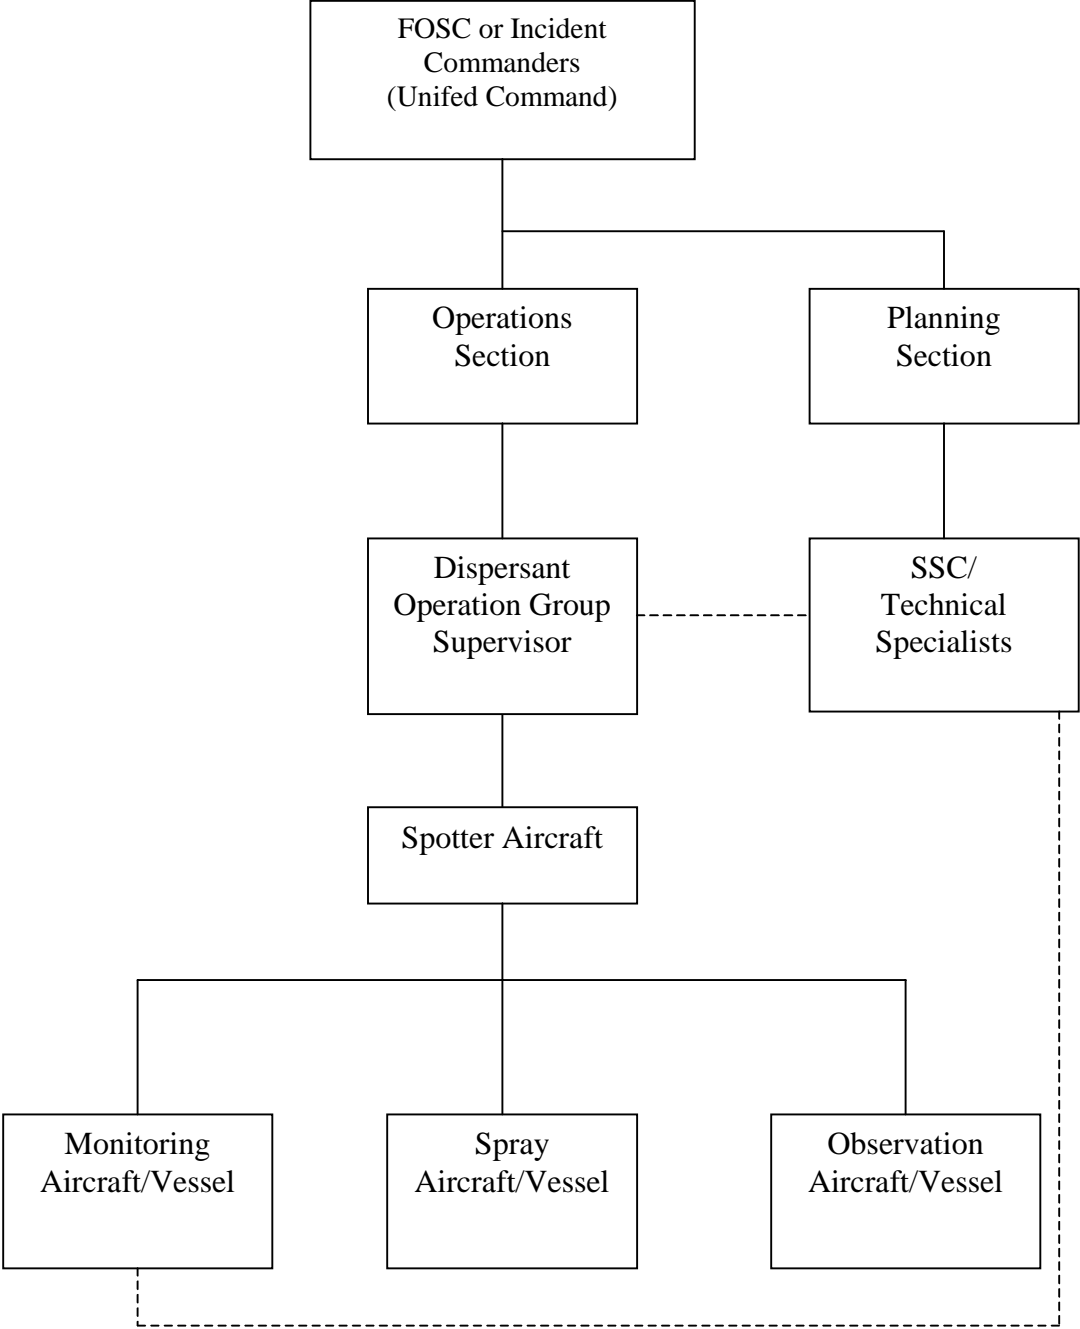 FOSC or Incident
Commanders
(Unifed Command)
Operations
Section
Planning
Section
Dispersant
Operation Group
Supervisor
SSC/
Technical
Specialists
Spotter Aircraft
Monitoring
Aircraft/Vessel
Spray
Aircraft/Vessel
Observation
Aircraft/Vessel